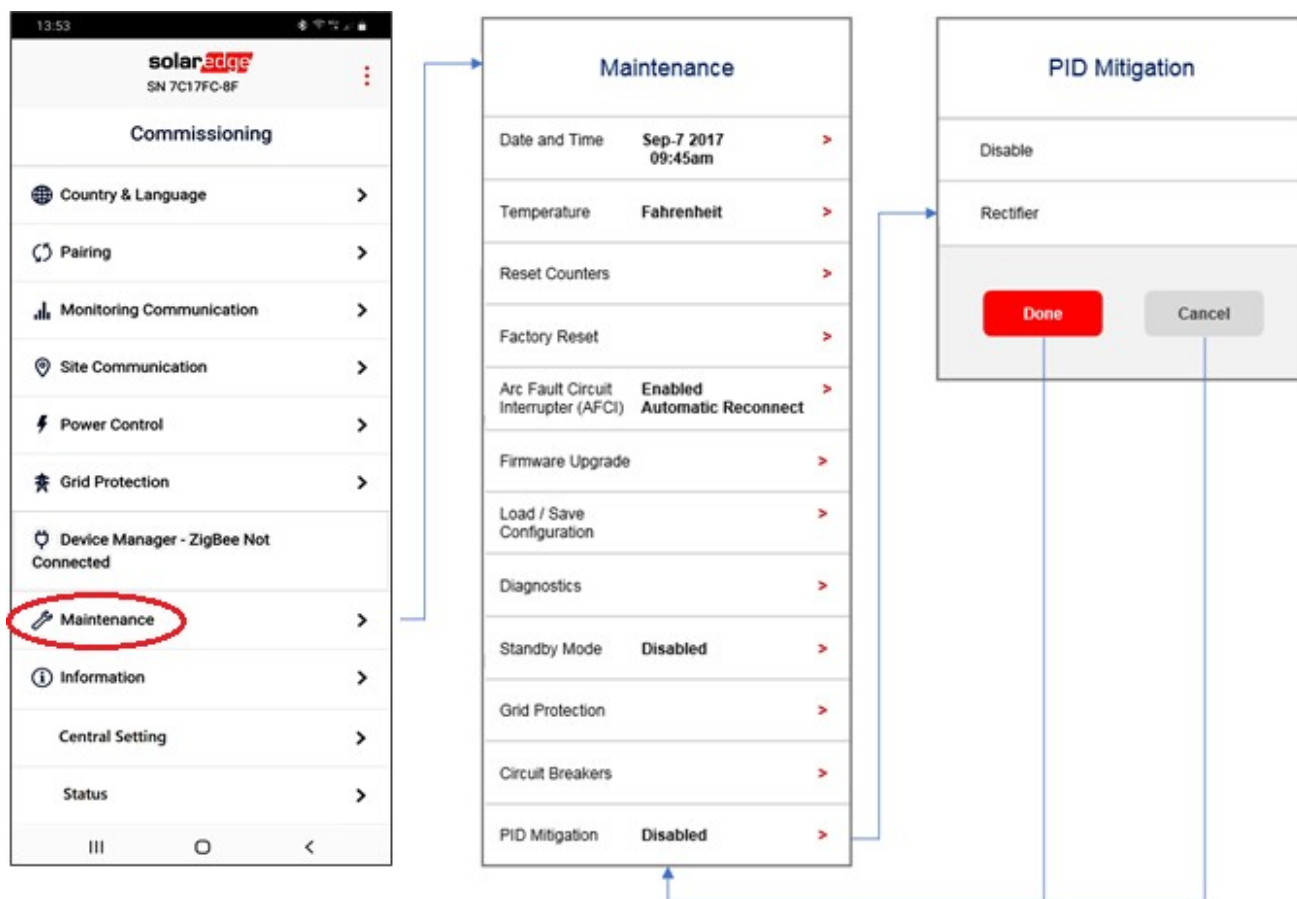 13:53
solaredge
SN 7C17FC-8F
Commissioning
Country & Language
Pairing
Monitoring Communication
Site Communication
Power Control
Grid Protection
Device Manager - ZigBee Not
Connected
Maintenance
Information
Central Setting
Status
Maintenance
Date and Time Sep-7 2017
09:45am
Temperature Fahrenheit
Reset Counters
Factory Reset
Arc Fault Circuit Enabled
Interrupter (AFCI) Automatic Reconnect
Firmware Upgrade
Load / Save
Configuration
Diagnostics
Standby Mode Disabled
Grid Protection
Circuit Breakers
PID Mitigation Disabled
PID Mitigation
Disable
Rectifier
Done Cancel